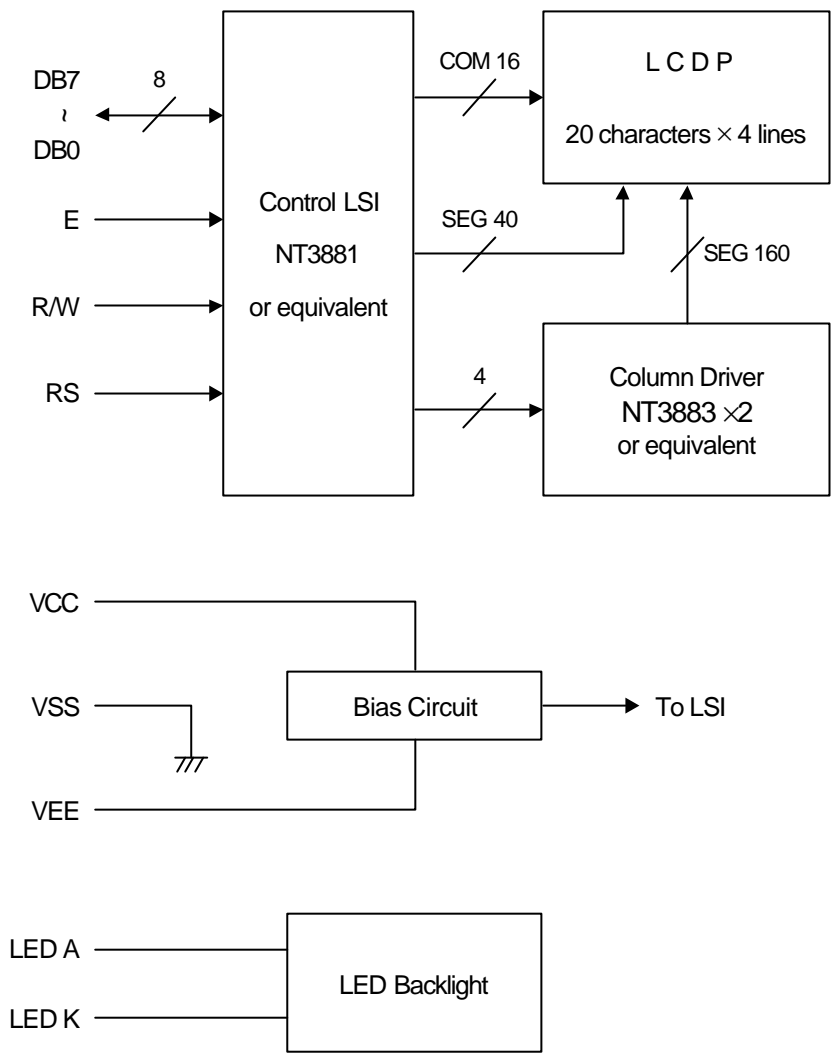 DB7
~
DB0
8
E
R/W
RS
Control LSI
NT3881
or equivalent
COM 16
SEG 40
4
L C D P
20 characters × 4 lines
SEG 160
Column Driver
NT3883 ×2
or equivalent
VCC
VSS
VEE
Bias Circuit
To LSI
LED A
LED K
LED Backlight